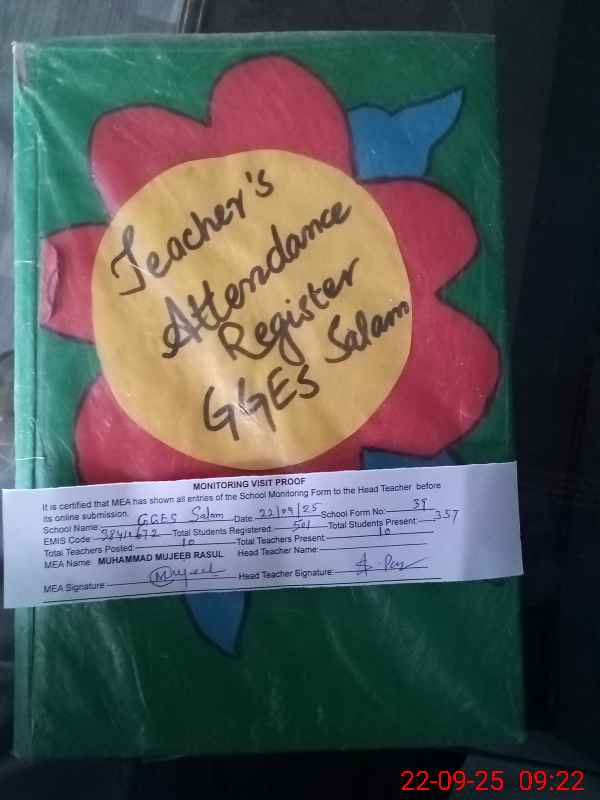 Teacher's
Attendance
Register
GGES Salam
MONITORING VISIT PROOF
It is certified that MEA has shown all entries of the School Monitoring Form to the Head Teacher before
its online submission.
School Name: GGES Salam Date 22/09/25 School Form No: 39
EMIS Code: Total Students Registered: 501 Total Students Present: 357
Total Teachers Posted 10 Total Teachers Present: 10
MEA Name: MUHAMMAD MUJEEB RASUL Head Teacher Name:
MEA Signature Mujeeb Head Teacher Signature:
22-09-25 09:22